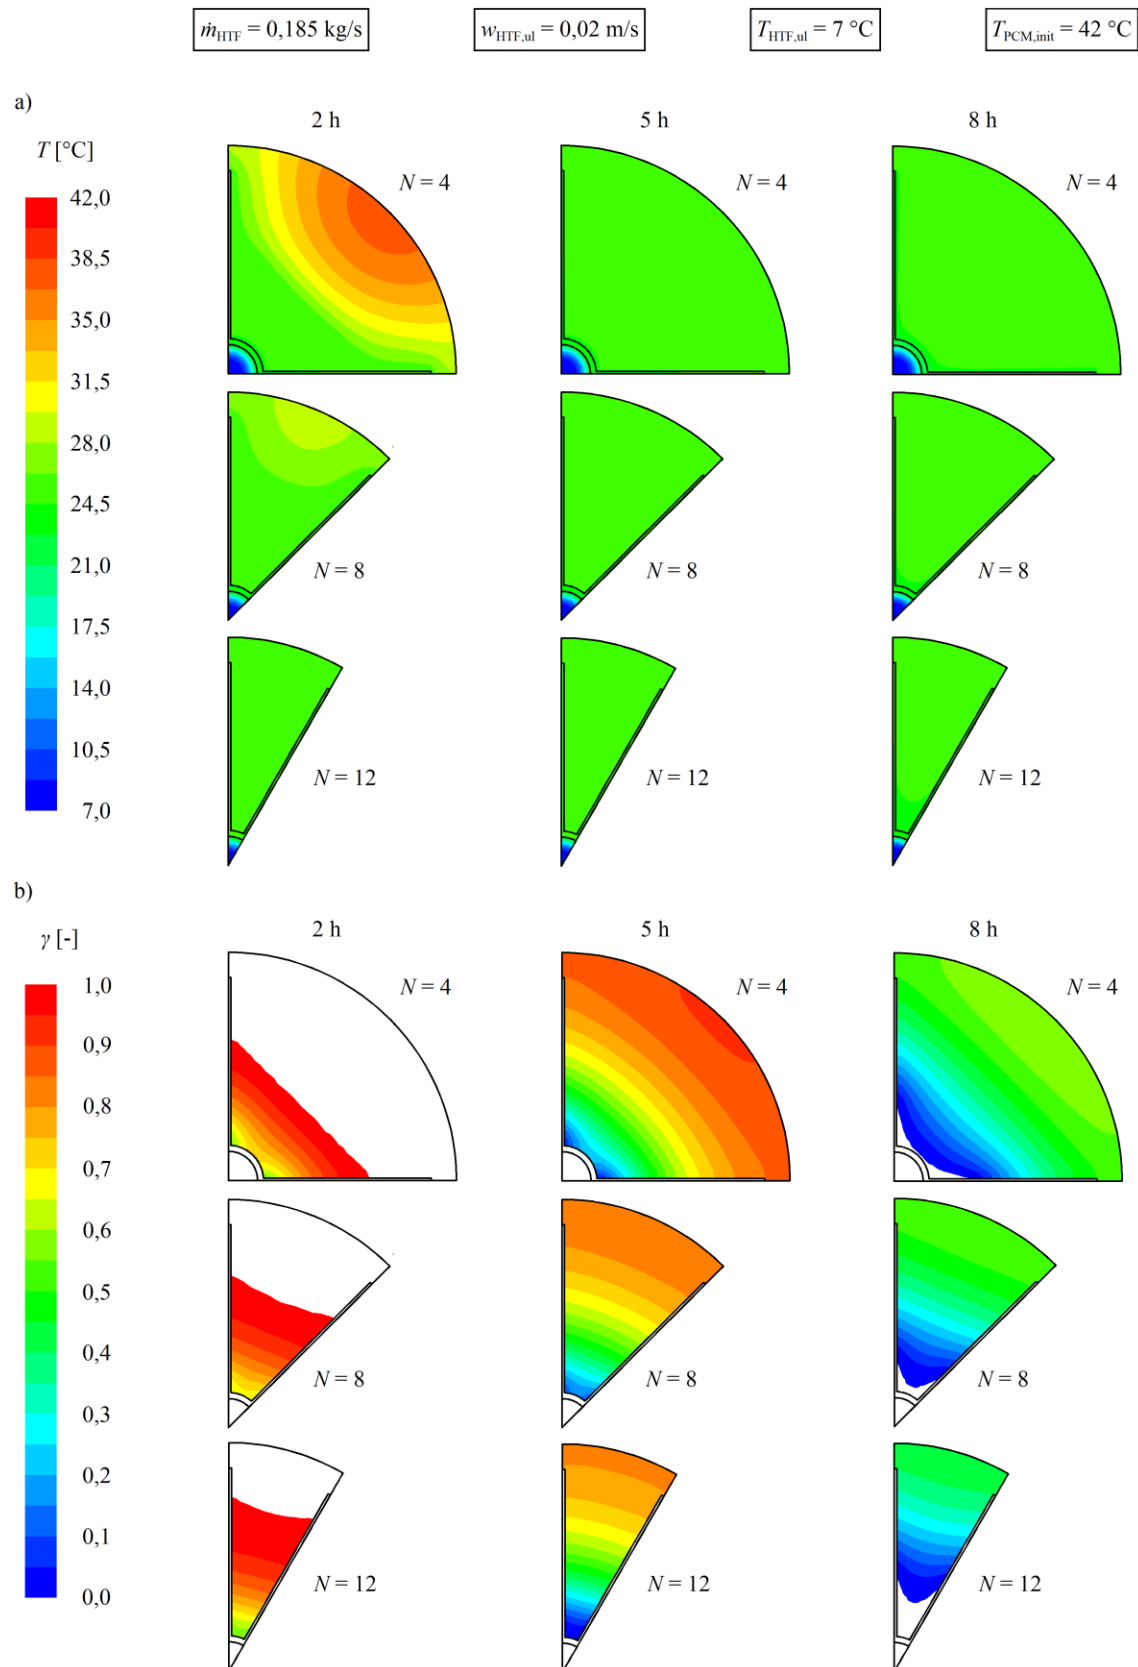 ṁHTF = 0,185 kg/s wHTF,ul = 0,02 m/s THTF,ul = 7 °C TPCM,init = 42 °C
a)
2 h 5 h 8 h
T [°C]
N = 4 N = 4 N = 4
42,0
38,5
35,0
31,5
28,0
24,5
21,0
17,5
14,0
10,5
7,0
N = 8 N = 8 N = 8
N = 12 N = 12 N = 12
b)
2 h 5 h 8 h
γ [-]
N = 4 N = 4 N = 4
1,0
0,9
0,8
0,7
0,6
0,5
0,4
0,3
0,2
0,1
0,0
N = 8 N = 8 N = 8
N = 12 N = 12 N = 12